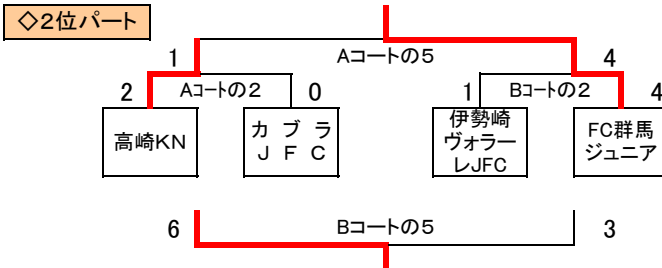 ◇2位パート
1 Aコートの5 4
2 Aコートの2 0 1 Bコートの2 4
高崎KN
カブラ
JFC
伊勢崎
ヴォラー
レJFC
FC群馬
ジュニア
6 Bコートの5 3